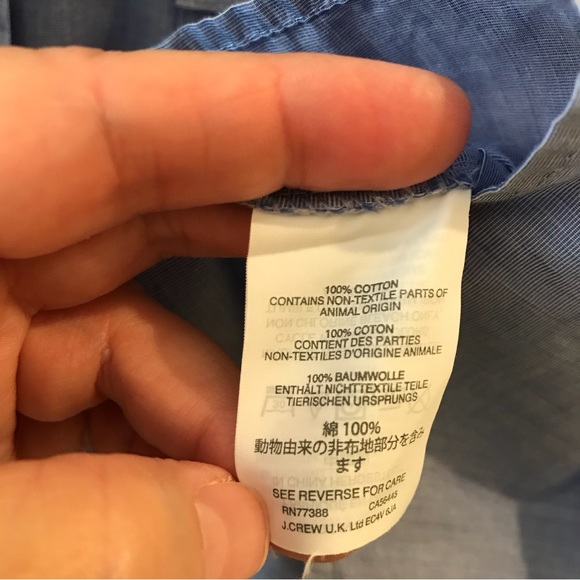 100% COTTON
CONTAINS NON-TEXTILE PARTS OF
ANIMAL ORIGIN
100% COTON
CONTIENT DES PARTIES
NON-TEXTILES D'ORIGINE ANIMALE
100% BAUMWOLLE
ENTHÄLT NICHTTEXTILE TEILE
TIERISCHEN URSPRUNGS
綿 100%
動物由来の非布地部分を含み
ます
SEE REVERSE FOR CARE
RN77388 CA56445
J.CREW U.K. Ltd EC4V 6JA